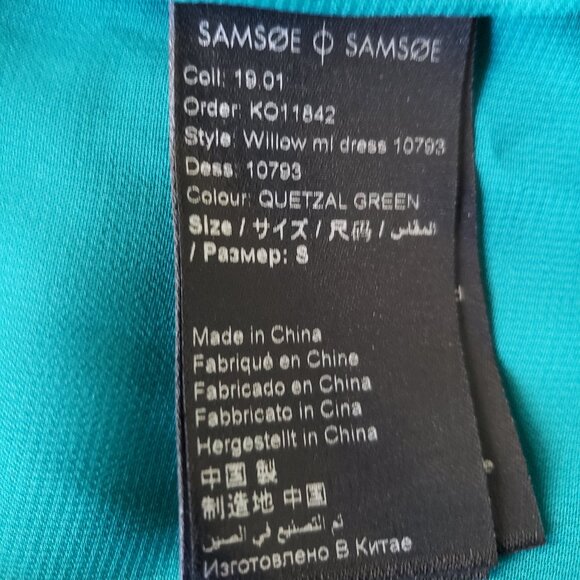 SAMSØE ϕ SAMSØE
Coll: 19.01
Order: KO11842
Style: Willow ml dress 10793
Dess: 10793
Colour: QUETZAL GREEN
Size / サイズ / 尺码 / المقاس
/ Размер: S
Made in China
Fabriqué en Chine
Fabricado en China
Fabbricato in Cina
Hergestellt in China
中国 製
制造地 中国
تم التصنيع في الصين
Изготовлено В Китае